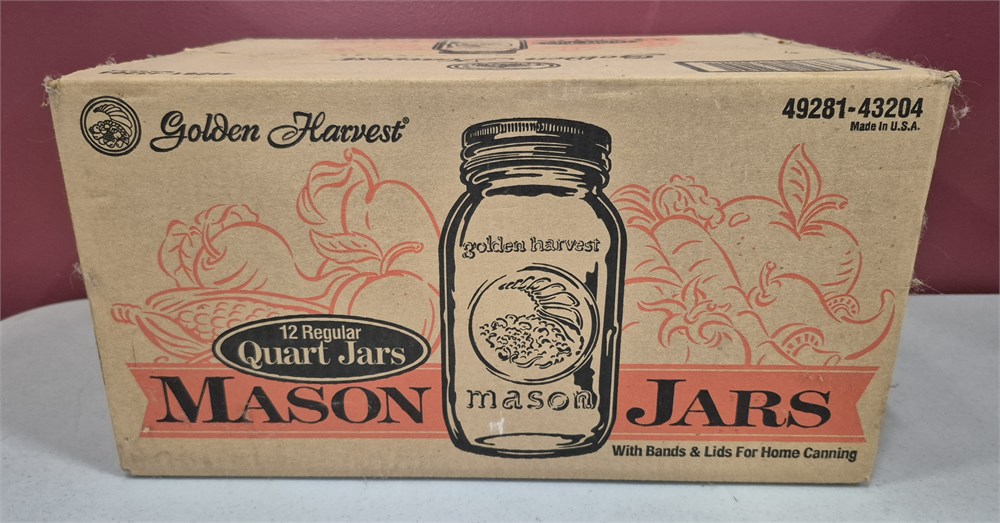 Golden Harvest®
49281-43204
Made in U.S.A.
golden harvest
mason
12 Regular
Quart Jars
MASON JARS
With Bands & Lids For Home Canning